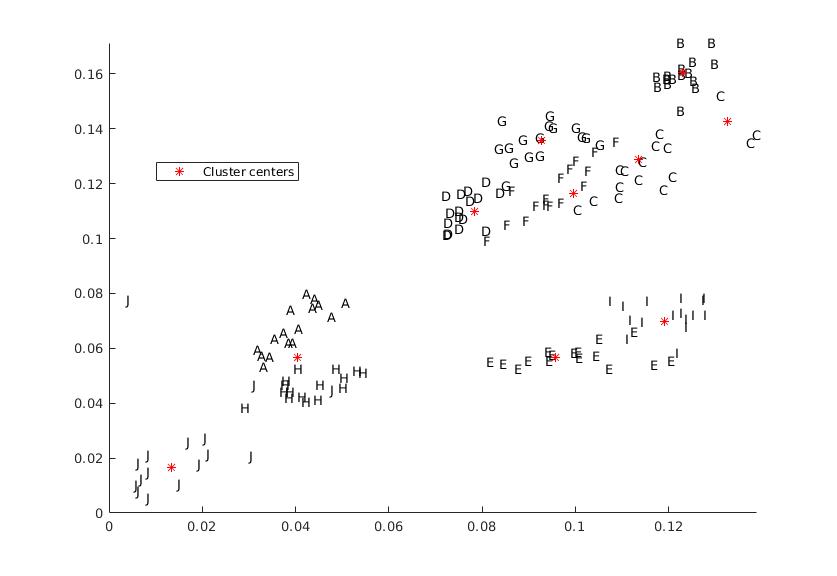 B B
B B
0.16 B B B B B B B B B B B B
C
G G B
0.14 G G G G C C
G G G G G G F C C C C
G G G G G F C
Cluster centers
0.12 D G F F F C C C C C
D D D D D F F F F C C C C
D D D D D D F F F F F F C
0.1 D D D F
0.08 J A A A A A A I I I I I
A A A I I I I I I I
0.06 A A A A A A A A A E E E E E E I I I
H H H H E E E E E E E E E E E
0.04 J H H H H H H H H H H H H J
J J
0.02 J J J J J J
J J J J J J
0
0 0.02 0.04 0.06 0.08 0.1 0.12